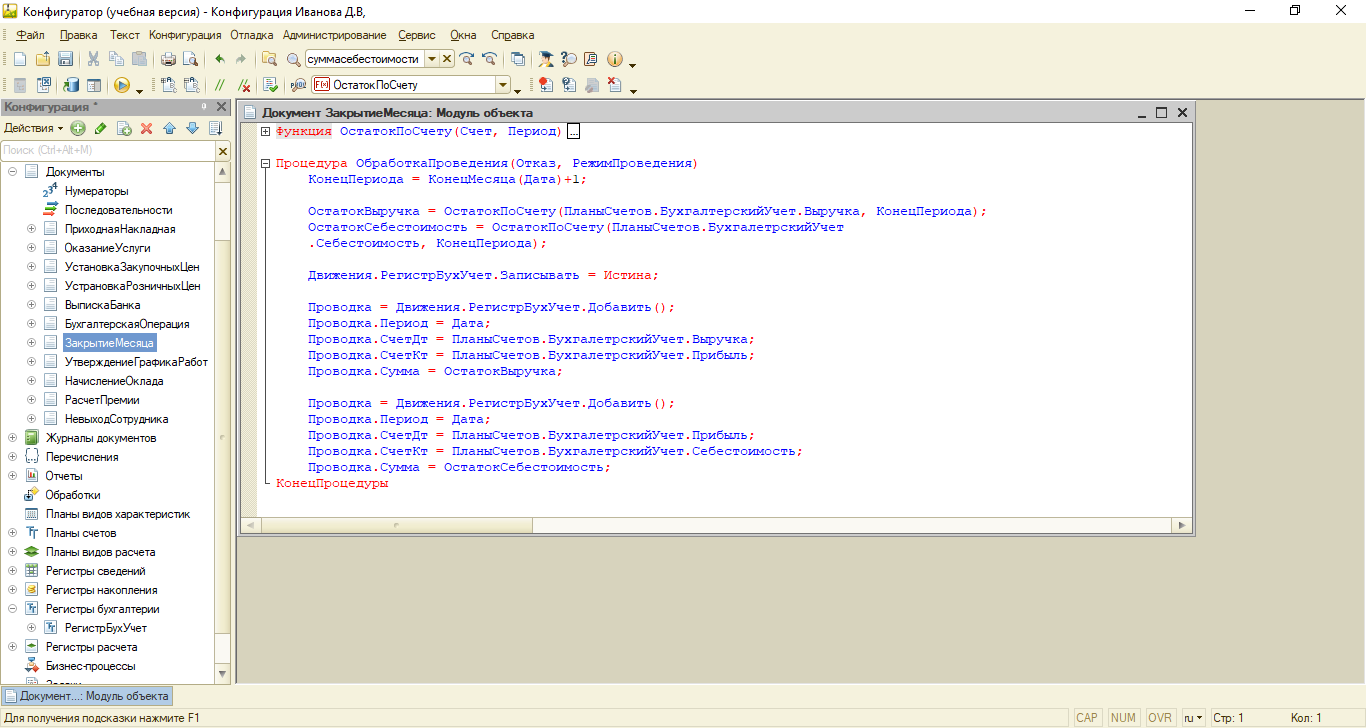 Конфигуратор (учебная версия) - Конфигурация Иванова Д.В,
Файл Правка Текст Конфигурация Отладка Администрирование Сервис Окна Справка
суммасебестоимости
F(x) ОстатокПоСчету
Конфигурация *
Действия
Поиск (Ctrl+Alt+M)
Документы
Нумераторы
Последовательности
ПриходнаяНакладная
ОказаниеУслуги
УстановкаЗакупочныхЦен
УстрановкаРозничныхЦен
ВыпискаБанка
БухгалтерскаяОперация
ЗакрытиеМесяца
УтверждениеГрафикаРабот
НачислениеОклада
РасчетПремии
НевыходСотрудника
Журналы документов
Перечисления
Отчеты
Обработки
Планы видов характеристик
Планы счетов
Планы видов расчета
Регистры сведений
Регистры накопления
Регистры бухгалтерии
РегистрБухУчет
Регистры расчета
Бизнес-процессы
Документ ЗакрытиеМесяца: Модуль объекта
Функция ОстатокПоСчету(Счет, Период) ...
Процедура ОбработкаПроведения(Отказ, РежимПроведения)
КонецПериода = КонецМесяца(Дата)+1;
ОстатокВыручка = ОстатокПоСчету(ПланыСчетов.БухгалтерскийУчет.Выручка, КонецПериода);
ОстатокСебестоимость = ОстатокПоСчету(ПланыСчетов.БухгалетрскийУчет
.Себестоимость, КонецПериода);
Движения.РегистрБухУчет.Записывать = Истина;
Проводка = Движения.РегистрБухУчет.Добавить();
Проводка.Период = Дата;
Проводка.СчетДт = ПланыСчетов.БухгалетрскийУчет.Выручка;
Проводка.СчетКт = ПланыСчетов.БухгалетрскийУчет.Прибыль;
Проводка.Сумма = ОстатокВыручка;
Проводка = Движения.РегистрБухУчет.Добавить();
Проводка.Период = Дата;
Проводка.СчетДт = ПланыСчетов.БухгалетрскийУчет.Прибыль;
Проводка.СчетКт = ПланыСчетов.БухгалетрскийУчет.Себестоимость;
Проводка.Сумма = ОстатокСебестоимость;
КонецПроцедуры
Документ...: Модуль объекта
Для получения подсказки нажмите F1
CAP NUM OVR ru Стр: 1 Кол: 1